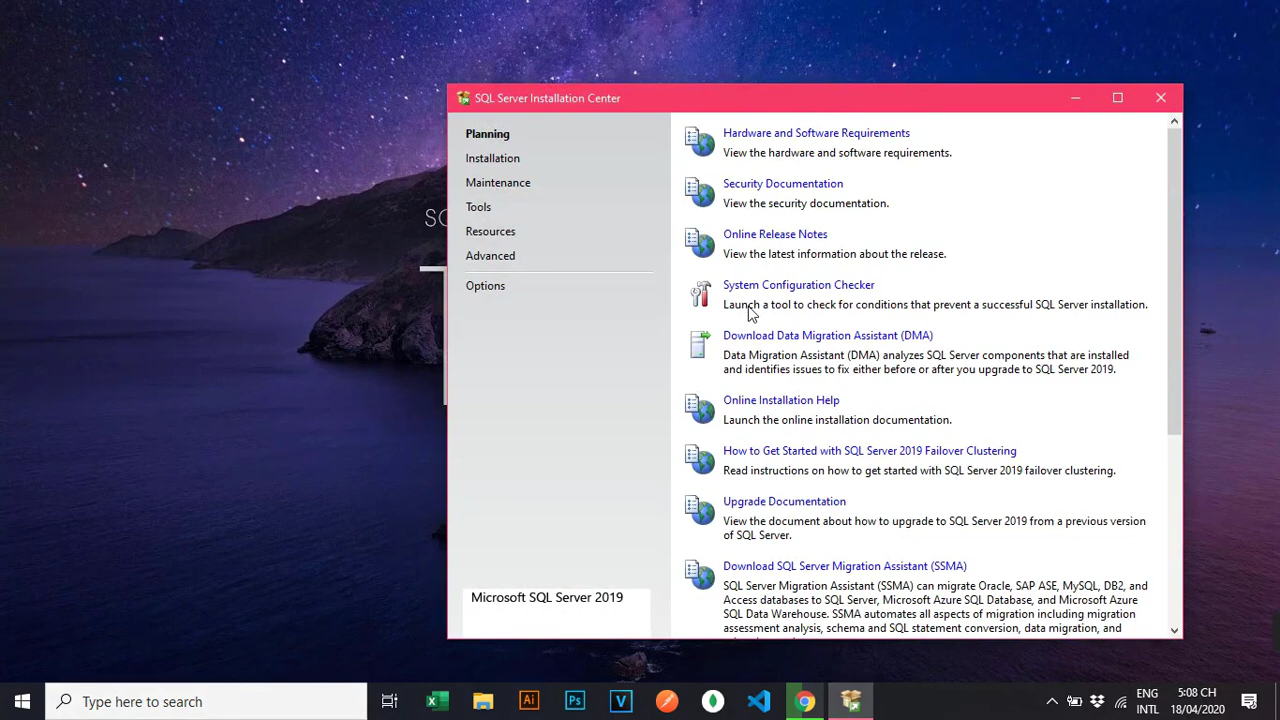 SQL Server Installation Center
Planning
Installation
Maintenance
Tools
Resources
Advanced
Options
Microsoft SQL Server 2019
Hardware and Software Requirements
View the hardware and software requirements.
Security Documentation
View the security documentation.
Online Release Notes
View the latest information about the release.
System Configuration Checker
Launch a tool to check for conditions that prevent a successful SQL Server installation.
Download Data Migration Assistant (DMA)
Data Migration Assistant (DMA) analyzes SQL Server components that are installed
and identifies issues to fix either before or after you upgrade to SQL Server 2019.
Online Installation Help
Launch the online installation documentation.
How to Get Started with SQL Server 2019 Failover Clustering
Read instructions on how to get started with SQL Server 2019 failover clustering.
Upgrade Documentation
View the document about how to upgrade to SQL Server 2019 from a previous version
of SQL Server.
Download SQL Server Migration Assistant (SSMA)
SQL Server Migration Assistant (SSMA) can migrate Oracle, SAP ASE, MySQL, DB2, and
Access databases to SQL Server, Microsoft Azure SQL Database, and Microsoft Azure
SQL Data Warehouse. SSMA automates all aspects of migration including migration
assessment analysis, schema and SQL statement conversion, data migration, and
Type here to search
Ai
Ps
V
ENG
INTL
5:08 CH
18/04/2020